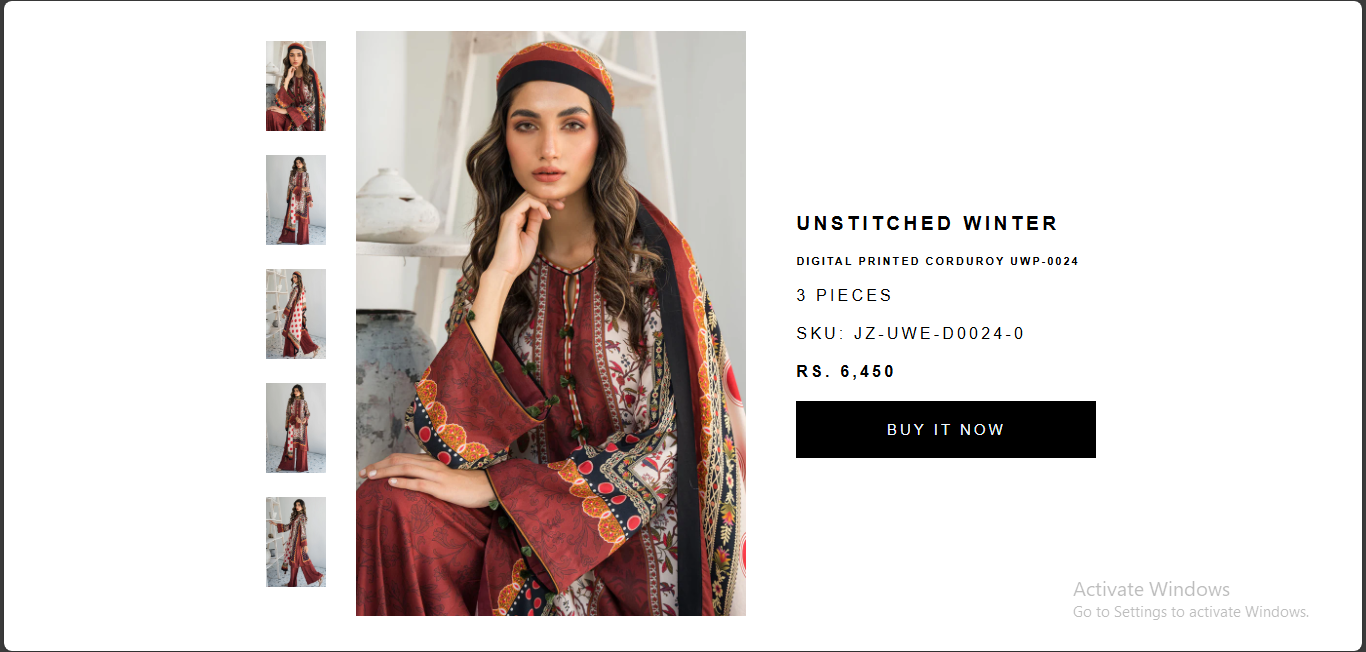 UNSTITCHED WINTER
DIGITAL PRINTED CORDUROY UWP-0024
3 PIECES
SKU: JZ-UWE-D0024-0
RS. 6,450
BUY IT NOW
Activate Windows
Go to Settings to activate Windows.